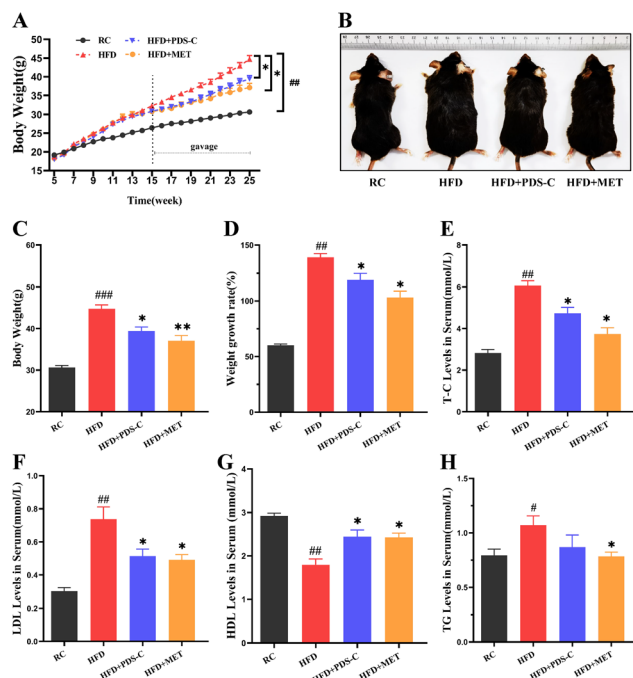 A
RC
HFD+PDS-C
HFD
HFD+MET
50
45
40
35
30
25
20
15
Body Weight(g)
*
*
##
gavage
5 7 9 11 13 15 17 19 21 23 25
Time(week)
B
RC HFD HFD+PDS-C HFD+MET
C
60
50
40
30
20
Body Weight(g)
###
*
**
RC HFD HFD+PDS-C HFD+MET
D
150
100
50
0
Weight growth rate(%)
##
*
*
RC HFD HFD+PDS-C HFD+MET
E
8
6
4
2
0
T-C Levels in Serum(mmol/L)
##
*
*
RC HFD HFD+PDS-C HFD+MET
F
0.8
0.6
0.4
0.2
0.0
LDL Levels in Serum(mmol/L)
##
*
*
RC HFD HFD+PDS-C HFD+MET
G
4
3
2
1
0
HDL Levels in Serum (mmol/L)
##
*
*
RC HFD HFD+PDS-C HFD+MET
H
1.5
1.0
0.5
0.0
TG Levels in Serum(mmol/L)
#
*
RC HFD HFD+PDS-C HFD+MET